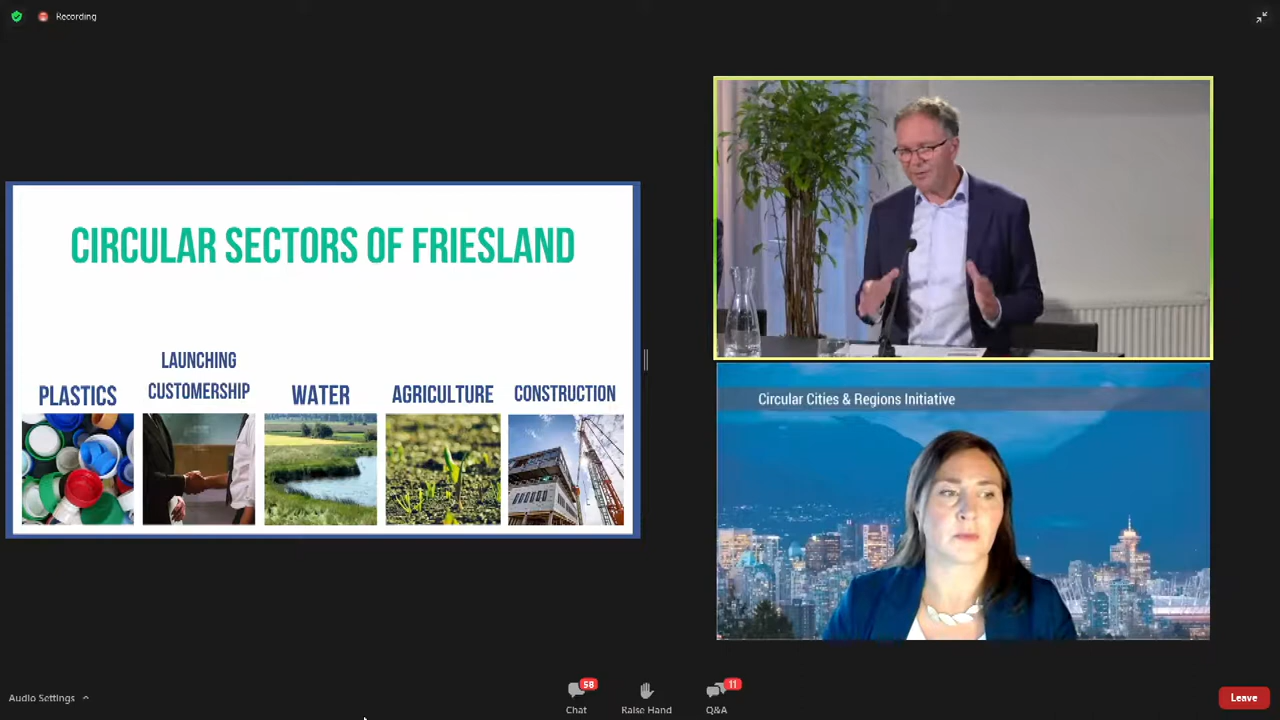 Recording
CIRCULAR SECTORS OF FRIESLAND
PLASTICS
LAUNCHING
CUSTOMERSHIP
WATER
AGRICULTURE
CONSTRUCTION
Circular Cities & Regions Initiative
Audio Settings
58
Chat
Raise Hand
11
Q&A
Leave